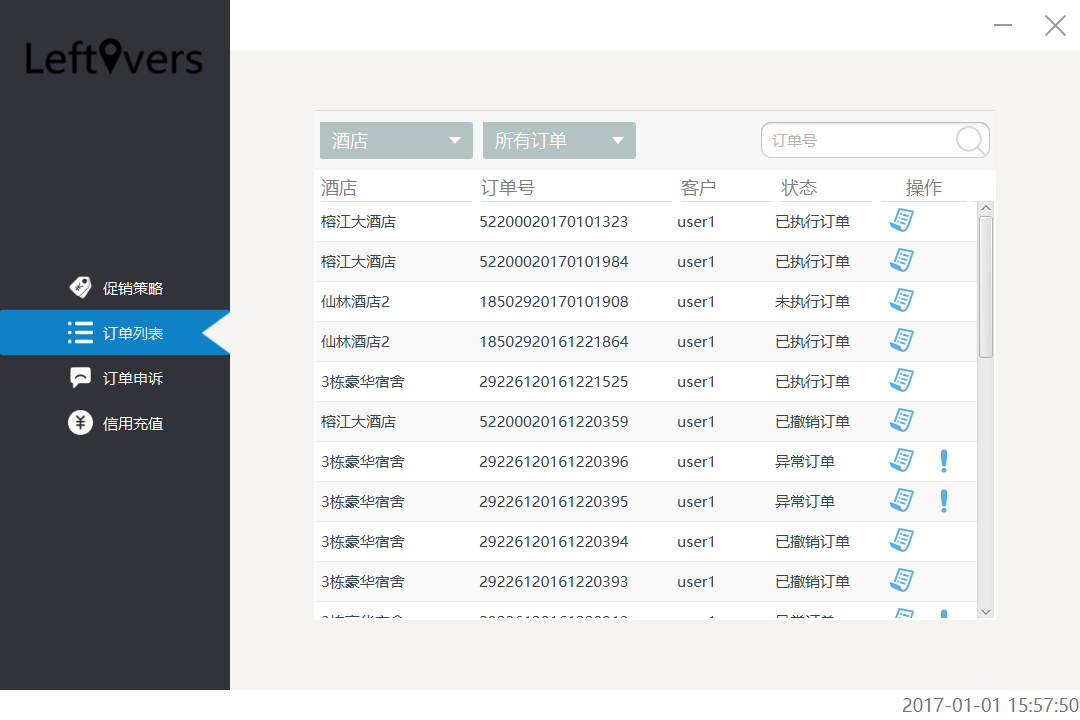 Leftovers
促销策略
订单列表
订单申诉
信用充值
酒店 所有订单 订单号
酒店 订单号 客户 状态 操作
榕江大酒店 52200020170101323 user1 已执行订单
榕江大酒店 52200020170101984 user1 已执行订单
仙林酒店2 18502920170101908 user1 未执行订单
仙林酒店2 18502920161221864 user1 已执行订单
3栋豪华宿舍 29226120161221525 user1 已执行订单
榕江大酒店 52200020161220359 user1 已撤销订单
3栋豪华宿舍 29226120161220396 user1 异常订单
3栋豪华宿舍 29226120161220395 user1 异常订单
3栋豪华宿舍 29226120161220394 user1 已撤销订单
3栋豪华宿舍 29226120161220393 user1 已撤销订单
2017-01-01 15:57:50